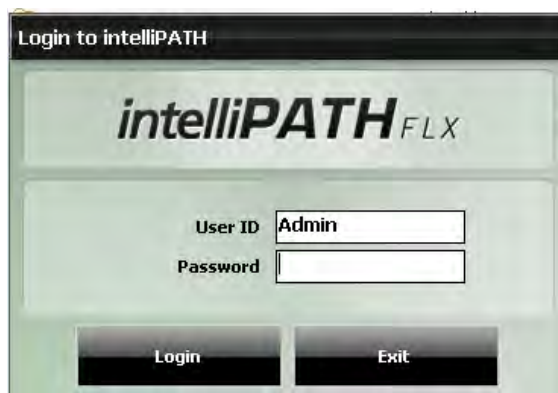 Login to intelliPATH
intelliPATH FLX
User ID Admin
Password
Login Exit